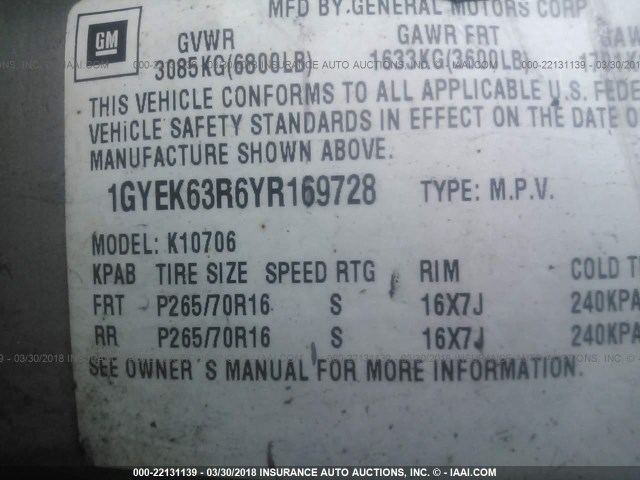 MFD BY GENERAL MOTORS CORP
GM
GVWR GAWR FRT GAW
3085KG(6800LB) 1633KG(3600LB)
THIS VEHICLE CONFORMS TO ALL APPLICABLE U.S. FEDE
VEHICLE SAFETY STANDARDS IN EFFECT ON THE DATE O
MANUFACTURE SHOWN ABOVE.
1GYEK63R6YR169728 TYPE: M.P.V.
MODEL: K10706
KPAB TIRE SIZE SPEED RTG RIM COLD TI
FRT P265/70R16 S 16X7J 240KPA
RR P265/70R16 S 16X7J 240KPA
SEE OWNER'S MANUAL FOR MORE INFORMATION.
000-22131139 - 03/30/2018 INSURANCE AUTO AUCTIONS, INC. - IAAI.COM